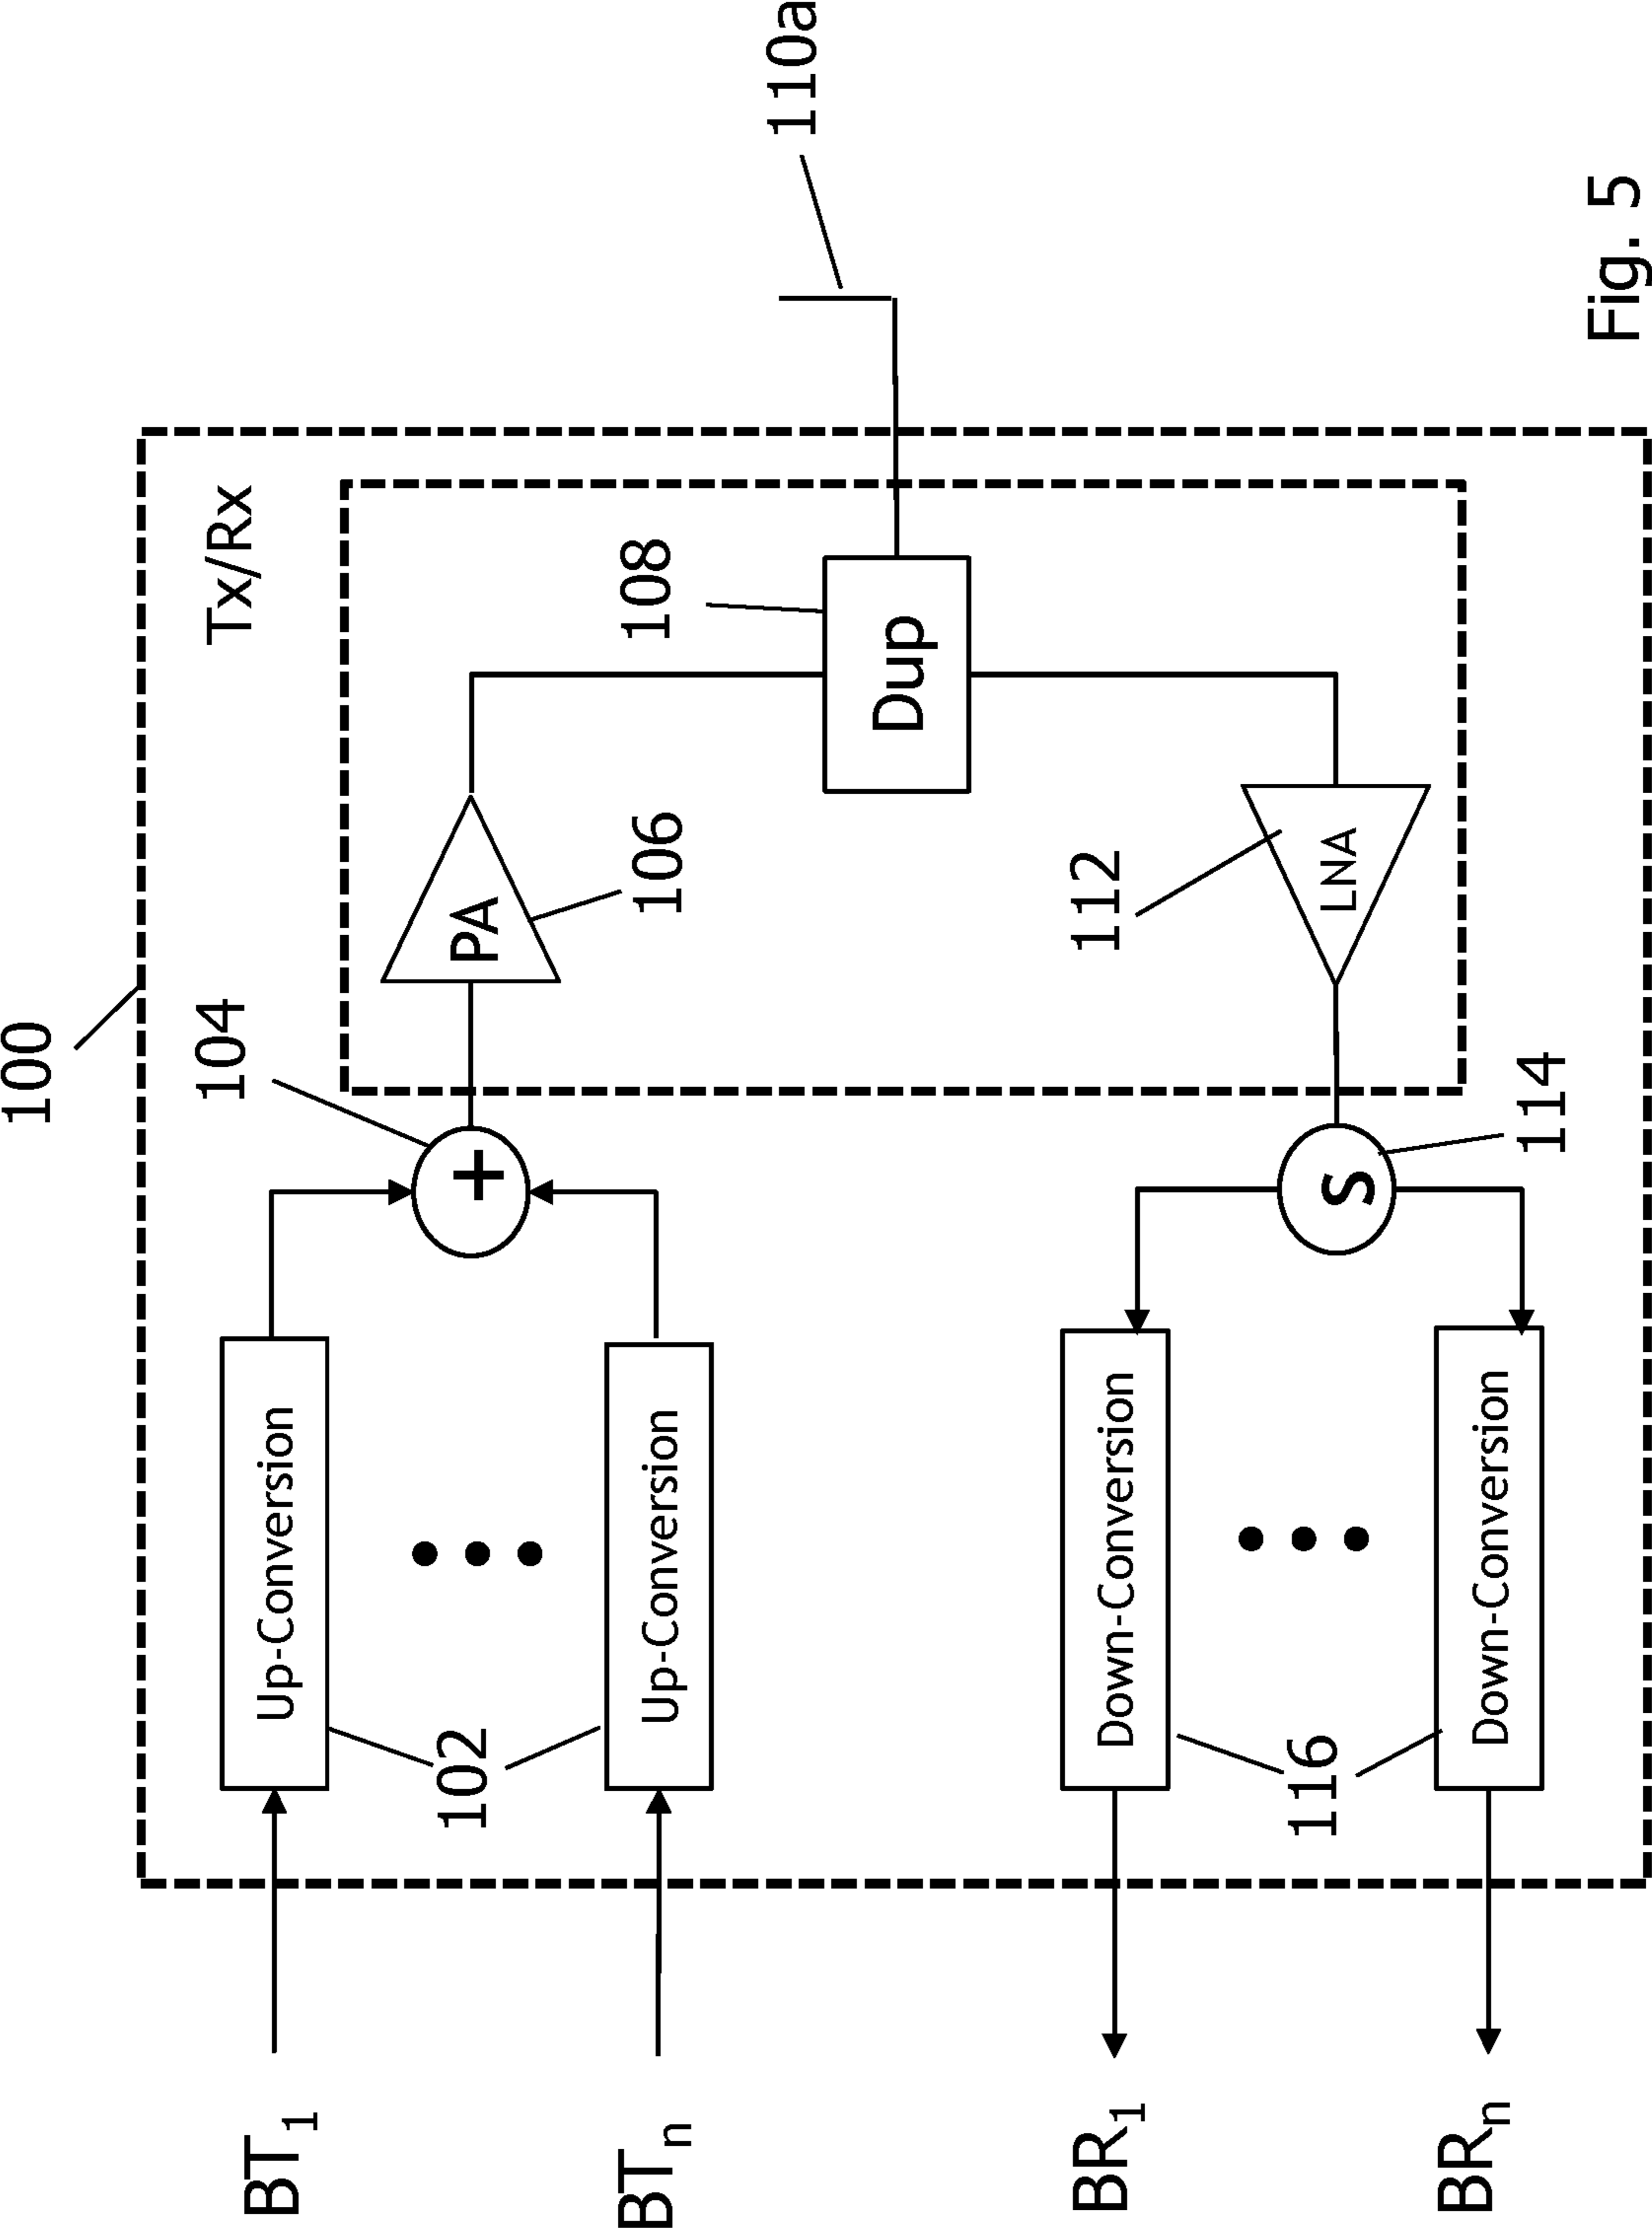 100
Tx/Rx
104
110a
BT1
Up-Conversion
102
+
PA
106
108
BTn
Up-Conversion
Dup
BR1
Down-Conversion
112
116
S
LNA
BRn
Down-Conversion
114
Fig. 5